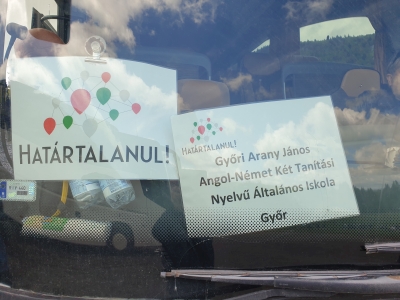 HATÁRTALANUL!
HATÁRTALANUL!
Győri Arany János
Angol-Német Két Tanítási
Nyelvű Általános Iskola
Győr